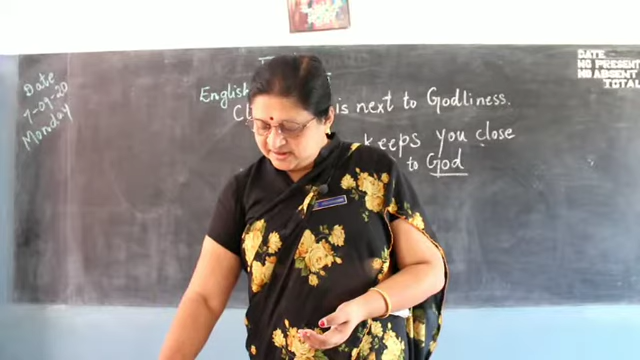 Date
7-09-20
Monday
English
is next to Godliness.
keeps you close
to God
DATE
NO PRESENT
NO ABSENT
TOTAL